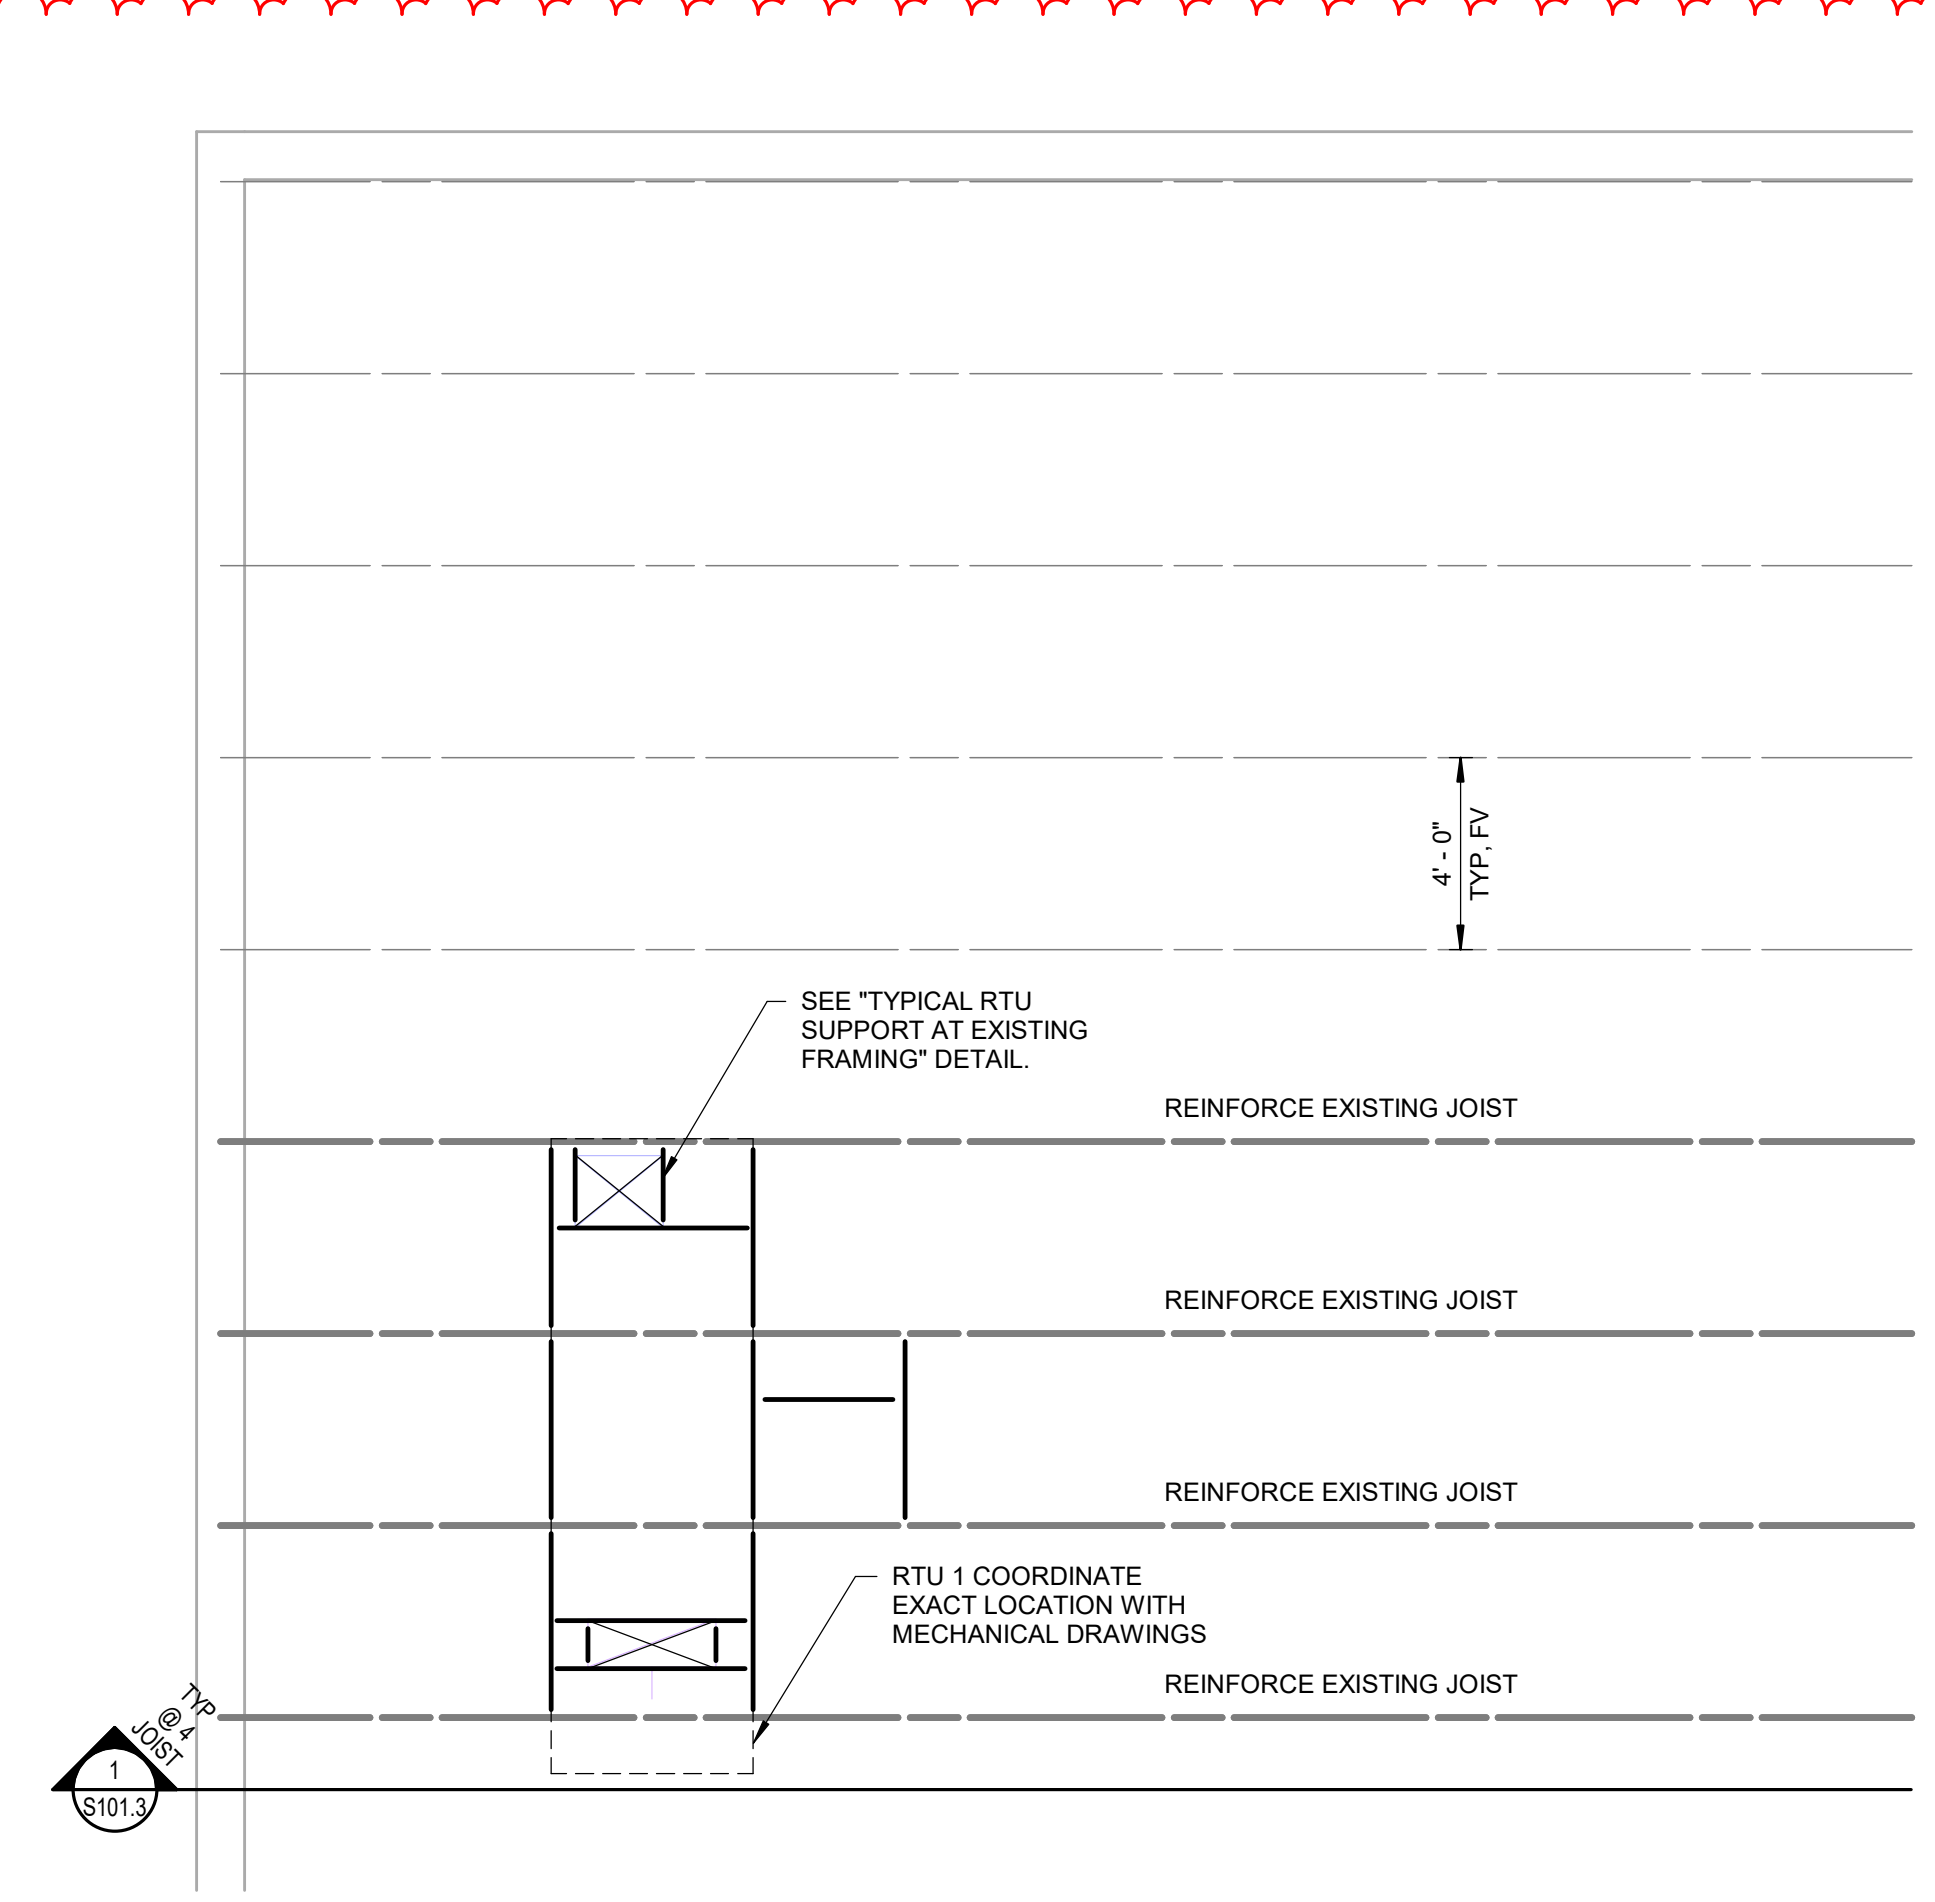 4' - 0"
TYP, FV
SEE "TYPICAL RTU
SUPPORT AT EXISTING
FRAMING" DETAIL.
REINFORCE EXISTING JOIST
REINFORCE EXISTING JOIST
REINFORCE EXISTING JOIST
RTU 1 COORDINATE
EXACT LOCATION WITH
MECHANICAL DRAWINGS
REINFORCE EXISTING JOIST
TYP
@ 4
JOIST
1
S101.3